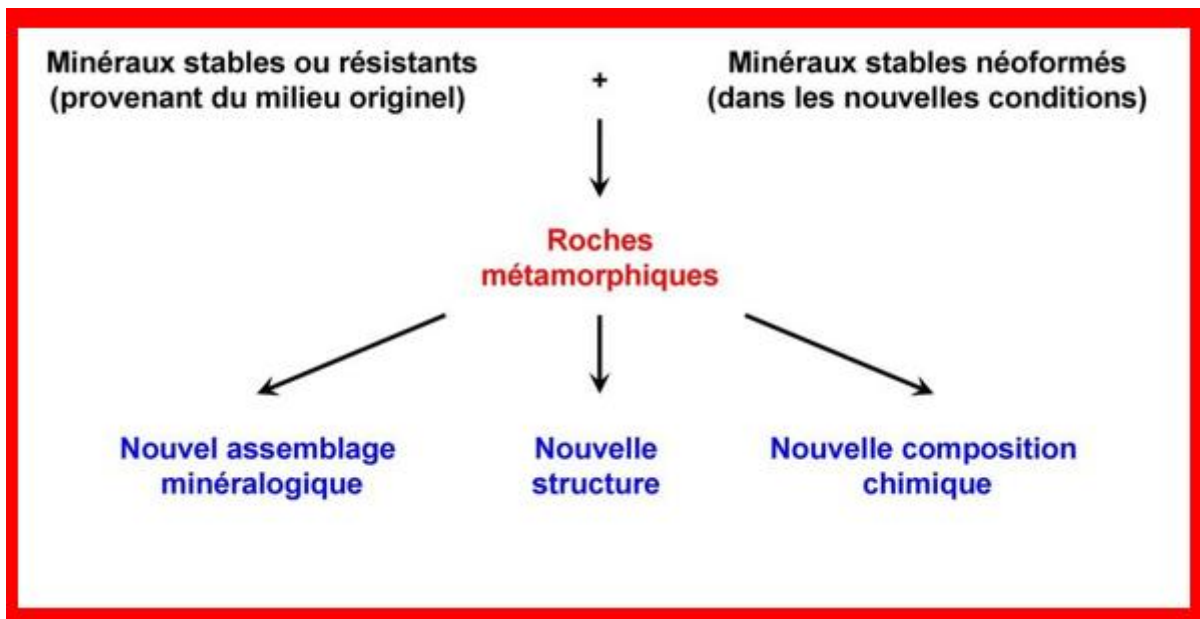 Minéraux stables ou résistants
(provenant du milieu originel)
+
Minéraux stables néoformés
(dans les nouvelles conditions)
Roches
métamorphiques
Nouvel assemblage
minéralogique
Nouvelle
structure
Nouvelle composition
chimique